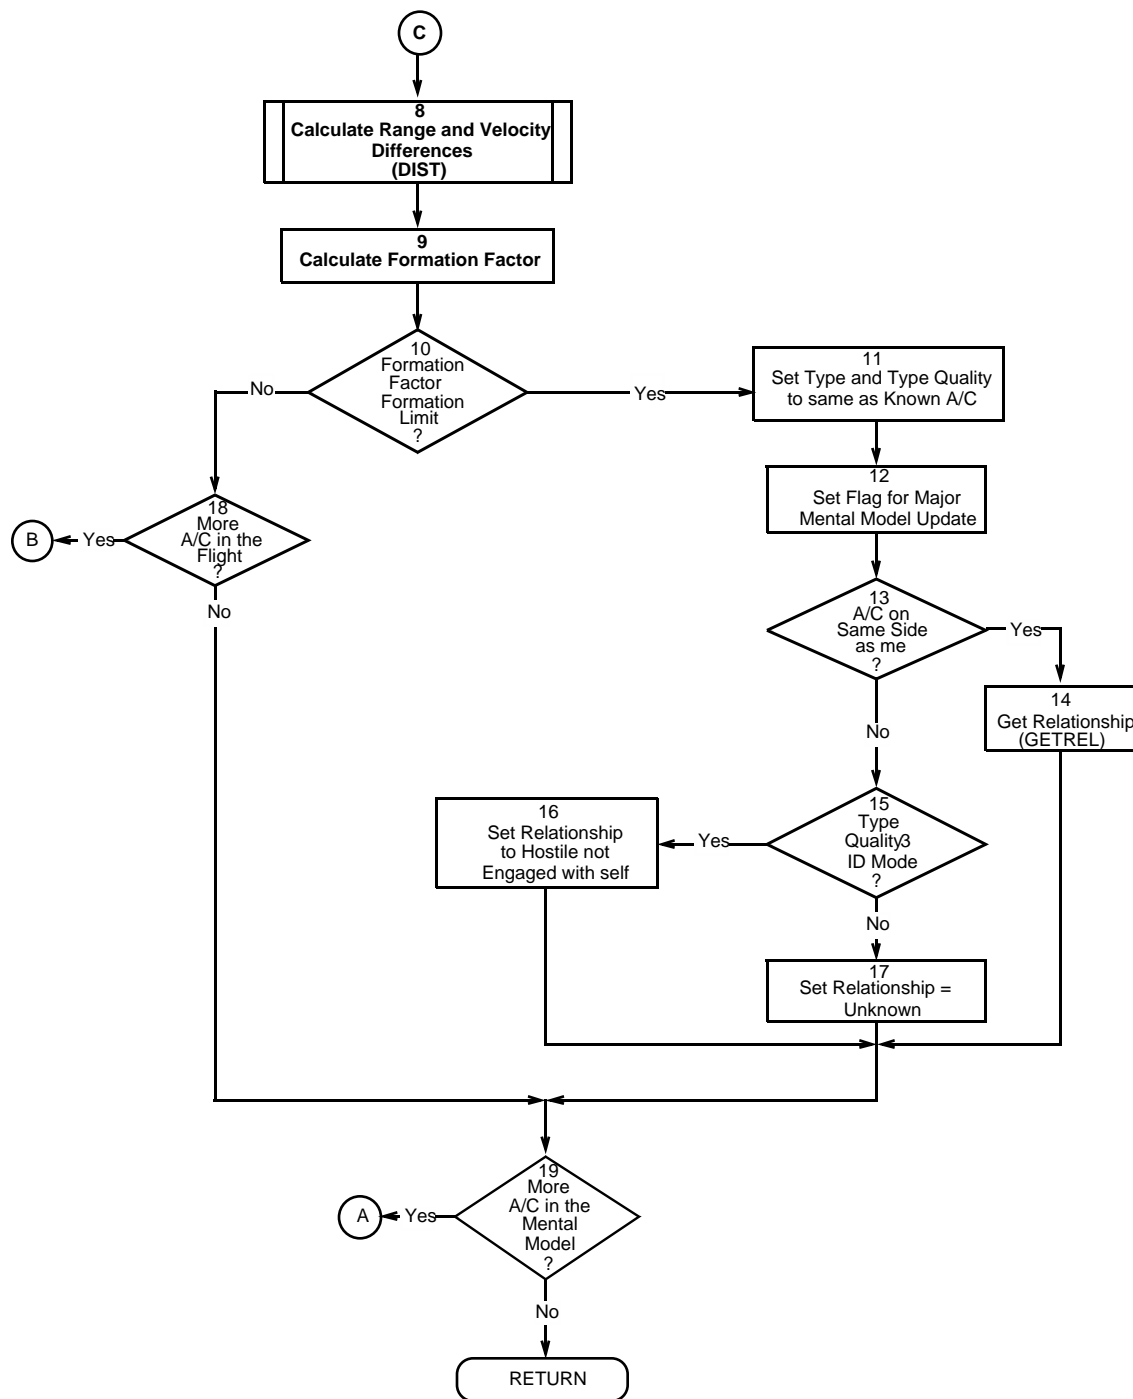 C
8
Calculate Range and Velocity
Differences
(DIST)
9
Calculate Formation Factor
10
Formation
Factor
Formation
Limit
?
No
Yes
11
Set Type and Type Quality
to same as Known A/C
12
Set Flag for Major
Mental Model Update
13
A/C on
Same Side
as me
?
Yes
No
14
Get Relationship
(GETREL)
15
Type
Quality3
ID Mode
?
Yes
No
16
Set Relationship
to Hostile not
Engaged with self
17
Set Relationship =
Unknown
18
More
A/C in the
Flight
?
Yes
B
No
19
More
A/C in the
Mental
Model
?
Yes
A
No
RETURN